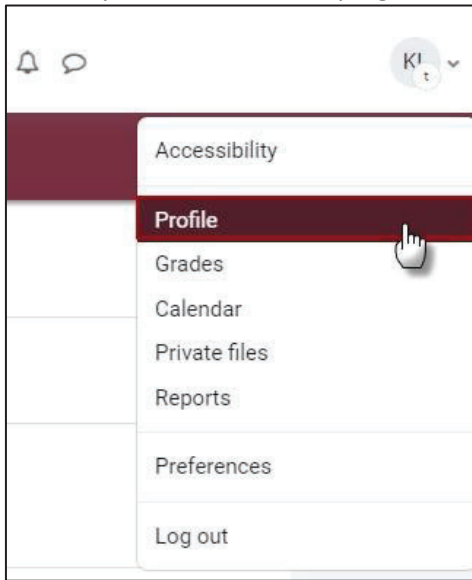 KL
t
Accessibility
Profile
Grades
Calendar
Private files
Reports
Preferences
Log out